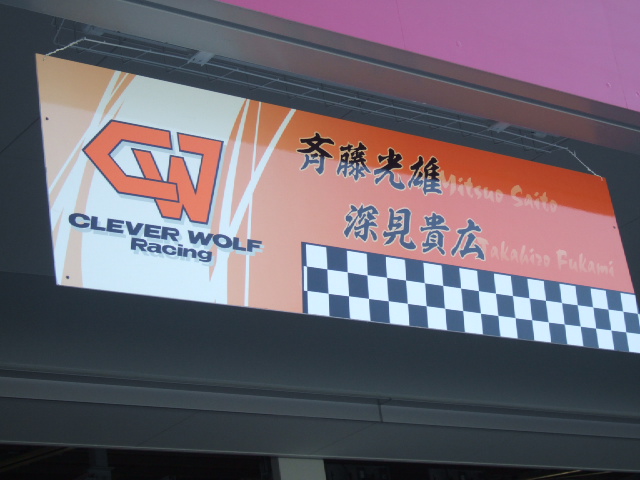 CW
CLEVER WOLF
Racing
斉藤光雄
Mitsuo Saito
深見貴広
Takahiro Fukami